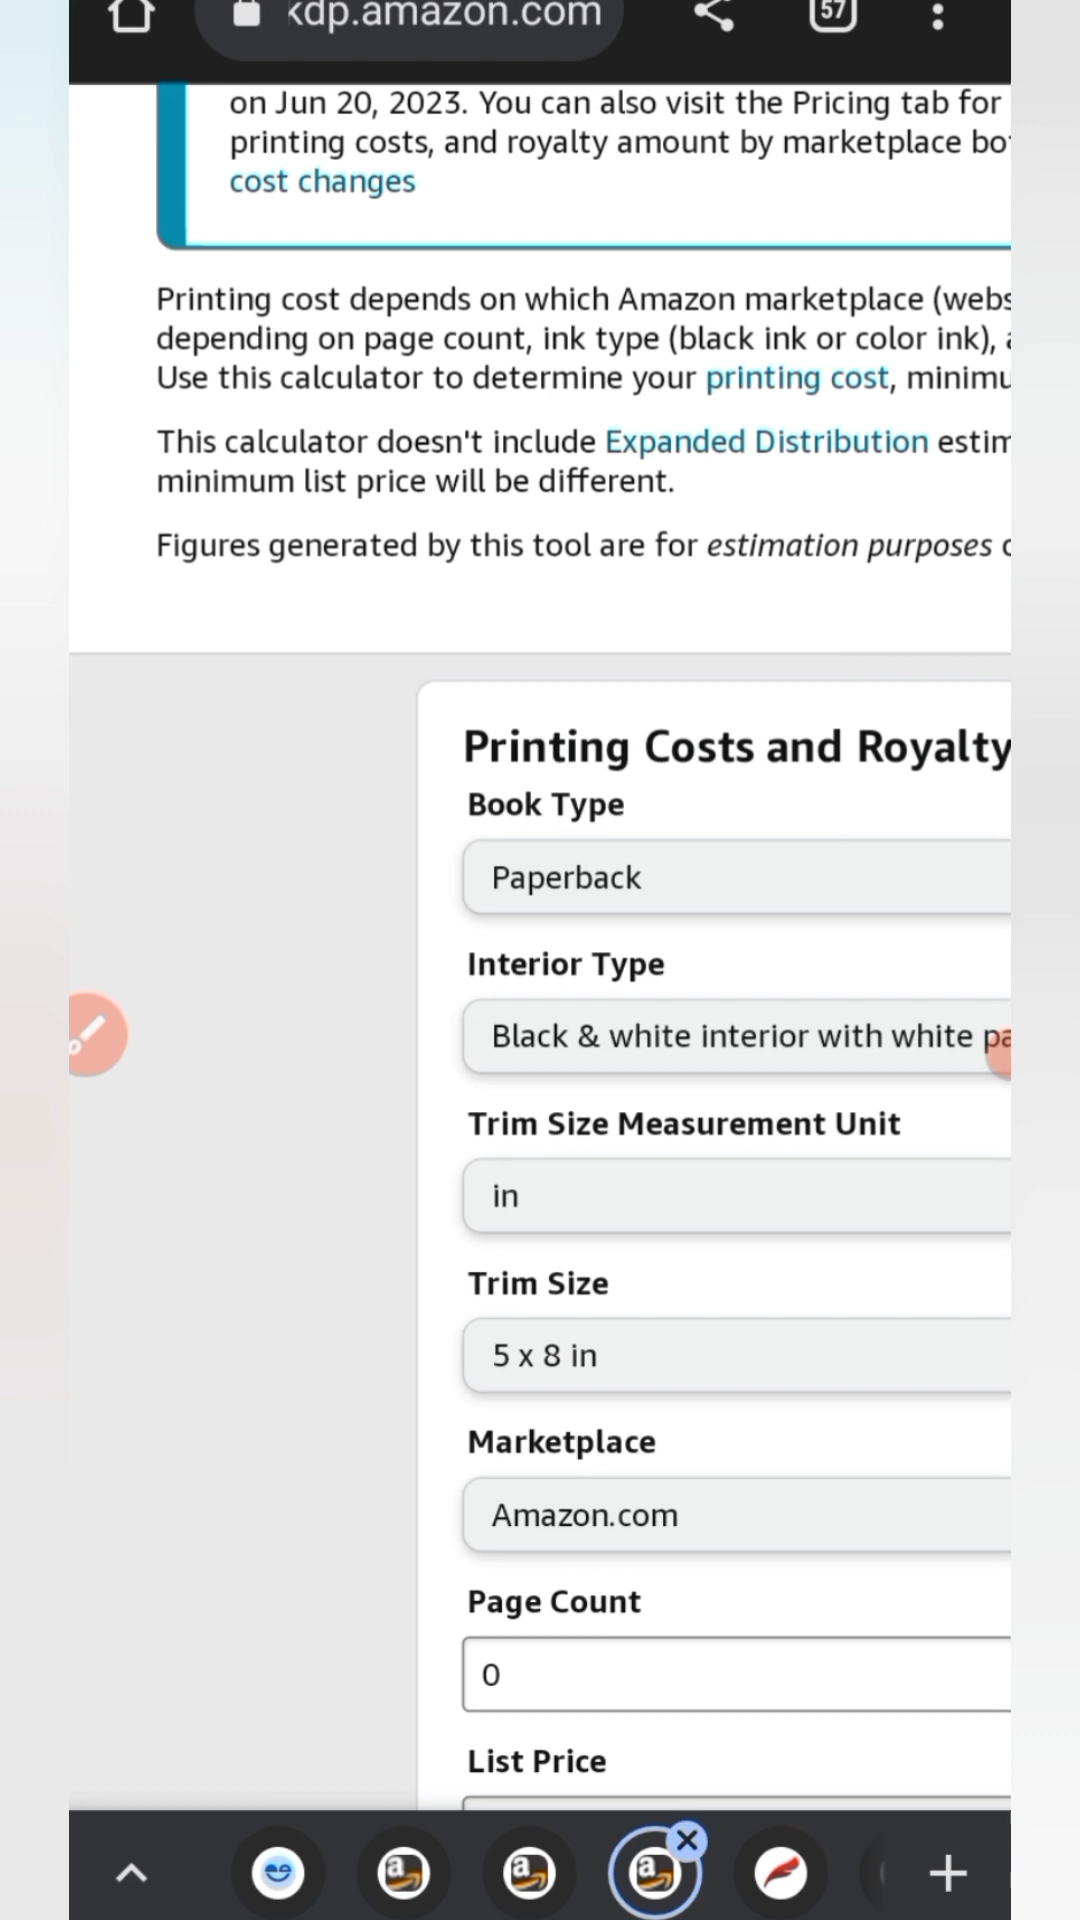 kdp.amazon.com
57
on Jun 20, 2023. You can also visit the Pricing tab for
printing costs, and royalty amount by marketplace
cost changes
Printing cost depends on which Amazon marketplace
depending on page count, ink type (black ink or color ink),
Use this calculator to determine your printing cost,
This calculator doesn't include Expanded Distribution
minimum list price will be different.
Figures generated by this tool are for estimation purposes
Printing Costs and Royalty
Book Type
Paperback
Interior Type
Black & white interior with white
Trim Size Measurement Unit
in
Trim Size
5 x 8 in
Marketplace
Amazon.com
Page Count
0
List Price